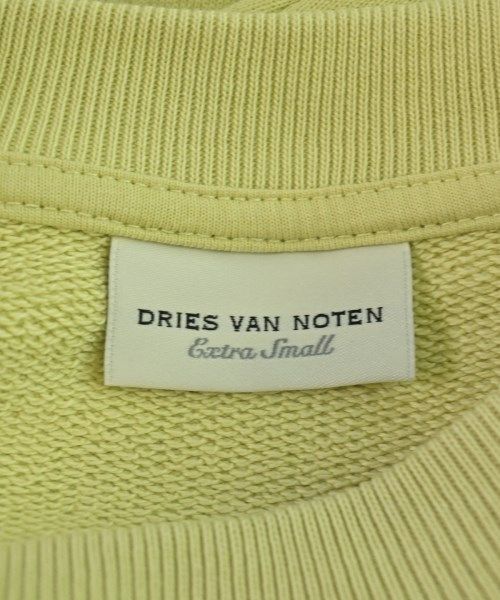 DRIES VAN NOTEN
Extra Small